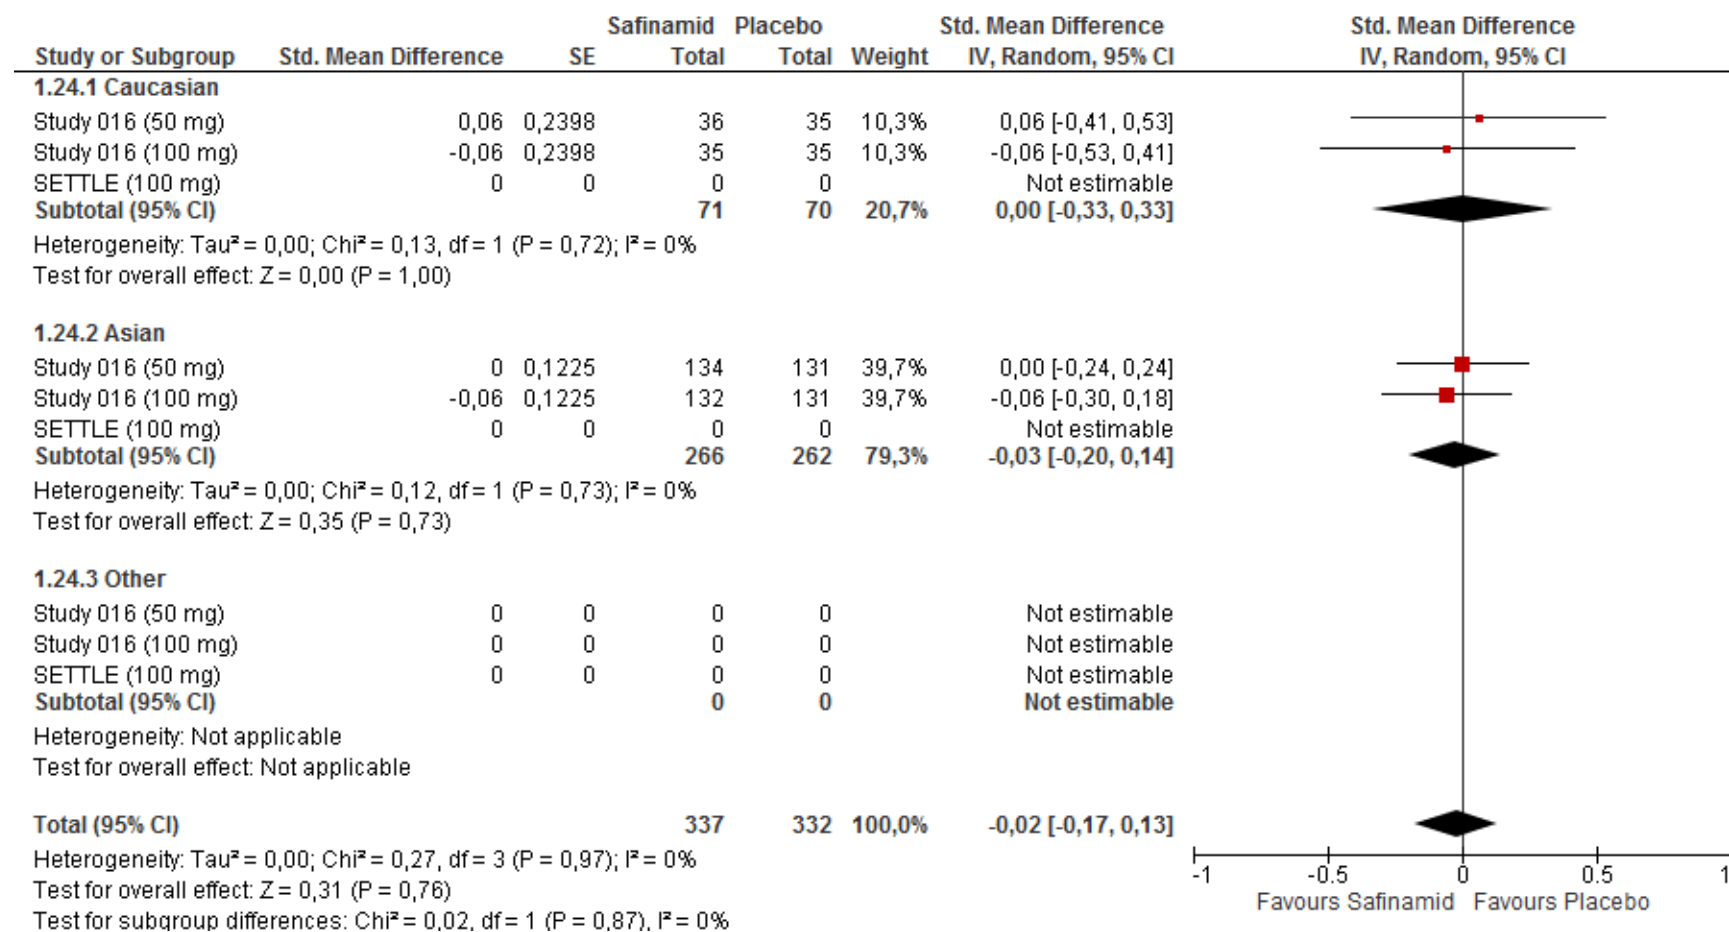 Safinamid Placebo Std. Mean Difference Std. Mean Difference
Study or Subgroup Std. Mean Difference SE Total Total Weight IV, Random, 95% CI IV, Random, 95% CI
1.24.1 Caucasian
Study 016 (50 mg) 0,06 0,2398 36 35 10,3% 0,06 [-0,41, 0,53]
Study 016 (100 mg) -0,06 0,2398 35 35 10,3% -0,06 [-0,53, 0,41]
SETTLE (100 mg) 0 0 0 0 Not estimable
Subtotal (95% CI) 71 70 20,7% 0,00 [-0,33, 0,33]
Heterogeneity: Tau² = 0,00; Chi² = 0,13, df = 1 (P = 0,72); I² = 0%
Test for overall effect: Z = 0,00 (P = 1,00)
1.24.2 Asian
Study 016 (50 mg) 0 0,1225 134 131 39,7% 0,00 [-0,24, 0,24]
Study 016 (100 mg) -0,06 0,1225 132 131 39,7% -0,06 [-0,30, 0,18]
SETTLE (100 mg) 0 0 0 0 Not estimable
Subtotal (95% CI) 266 262 79,3% -0,03 [-0,20, 0,14]
Heterogeneity: Tau² = 0,00; Chi² = 0,12, df = 1 (P = 0,73); I² = 0%
Test for overall effect: Z = 0,35 (P = 0,73)
1.24.3 Other
Study 016 (50 mg) 0 0 0 0 Not estimable
Study 016 (100 mg) 0 0 0 0 Not estimable
SETTLE (100 mg) 0 0 0 0 Not estimable
Subtotal (95% CI) 0 0 Not estimable
Heterogeneity: Not applicable
Test for overall effect: Not applicable
Total (95% CI) 337 332 100,0% -0,02 [-0,17, 0,13]
Heterogeneity: Tau² = 0,00; Chi² = 0,27, df = 3 (P = 0,97); I² = 0%
Test for overall effect: Z = 0,31 (P = 0,76)
Test for subgroup differences: Chi² = 0,02, df = 1 (P = 0,87), I² = 0%
-1 -0.5 0 0.5 1
Favours Safinamid Favours Placebo